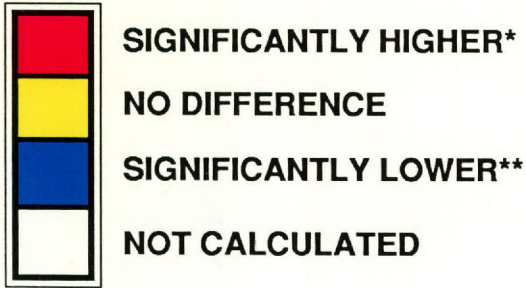 SIGNIFICANTLY HIGHER*
NO DIFFERENCE
SIGNIFICANTLY LOWER**
NOT CALCULATED